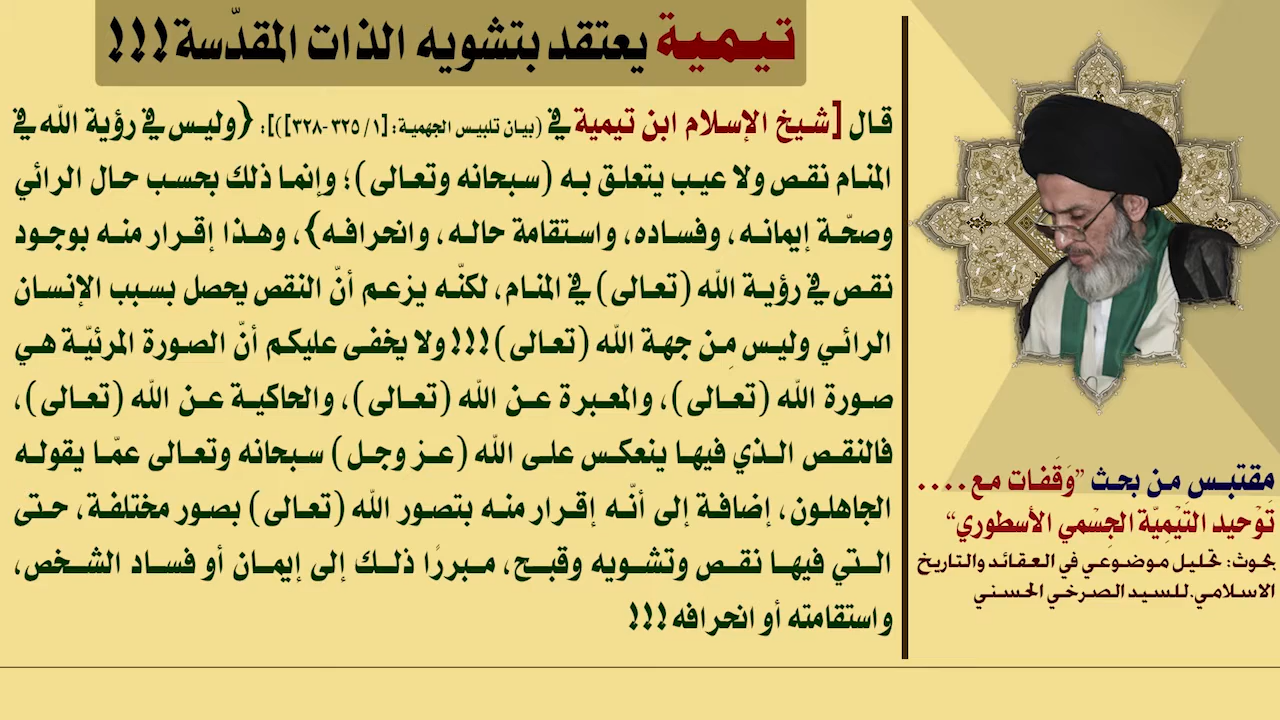 تيمية يعتقد بتشويه الذات المقدّسة!!!
قال [شيخ الإسلام ابن تيمية في (بيان تلبيس الجهمية: [١/ ٣٢٥ -٣٢٨])]: {وليس في رؤية الله في
المنام نقص ولا عيب يتعلق به (سبحانه وتعالى)؛ وإنما ذلك بحسب حال الرائي
وصحّة إيمانه، وفساده، واستقامة حاله، وانحرافه}، وهذا إقرار منه بوجود
نقص في رؤية الله (تعالى) في المنام، لكنّه يزعم أنّ النقص يحصل بسبب الإنسان
الرائي وليس مِن جهة الله (تعالى)!!! ولا يخفى عليكم أنّ الصورة المرئيّة هي
صورة الله (تعالى)، والمعبرة عن الله (تعالى)، والحاكية عن الله (تعالى)،
فالنقص الذي فيها ينعكس على الله (عز وجل) سبحانه وتعالى عمّا يقوله
الجاهلون، إضافة إلى أنّه إقرار منه بتصور الله (تعالى) بصور مختلفة، حتى
التي فيها نقص وتشويه وقبح، مبررًا ذلك إلى إيمان أو فساد الشخص،
واستقامته أو انحرافه!!!
مقتبس مِن بحث "وَقَفات مع....
تَوْحيد التَيْمِيّة الجِسْمي الأسطوري"
بحوث: تحليل موضوعي في العقائد والتاريخ
الاسلامي.للسيد الصرخي الحسني